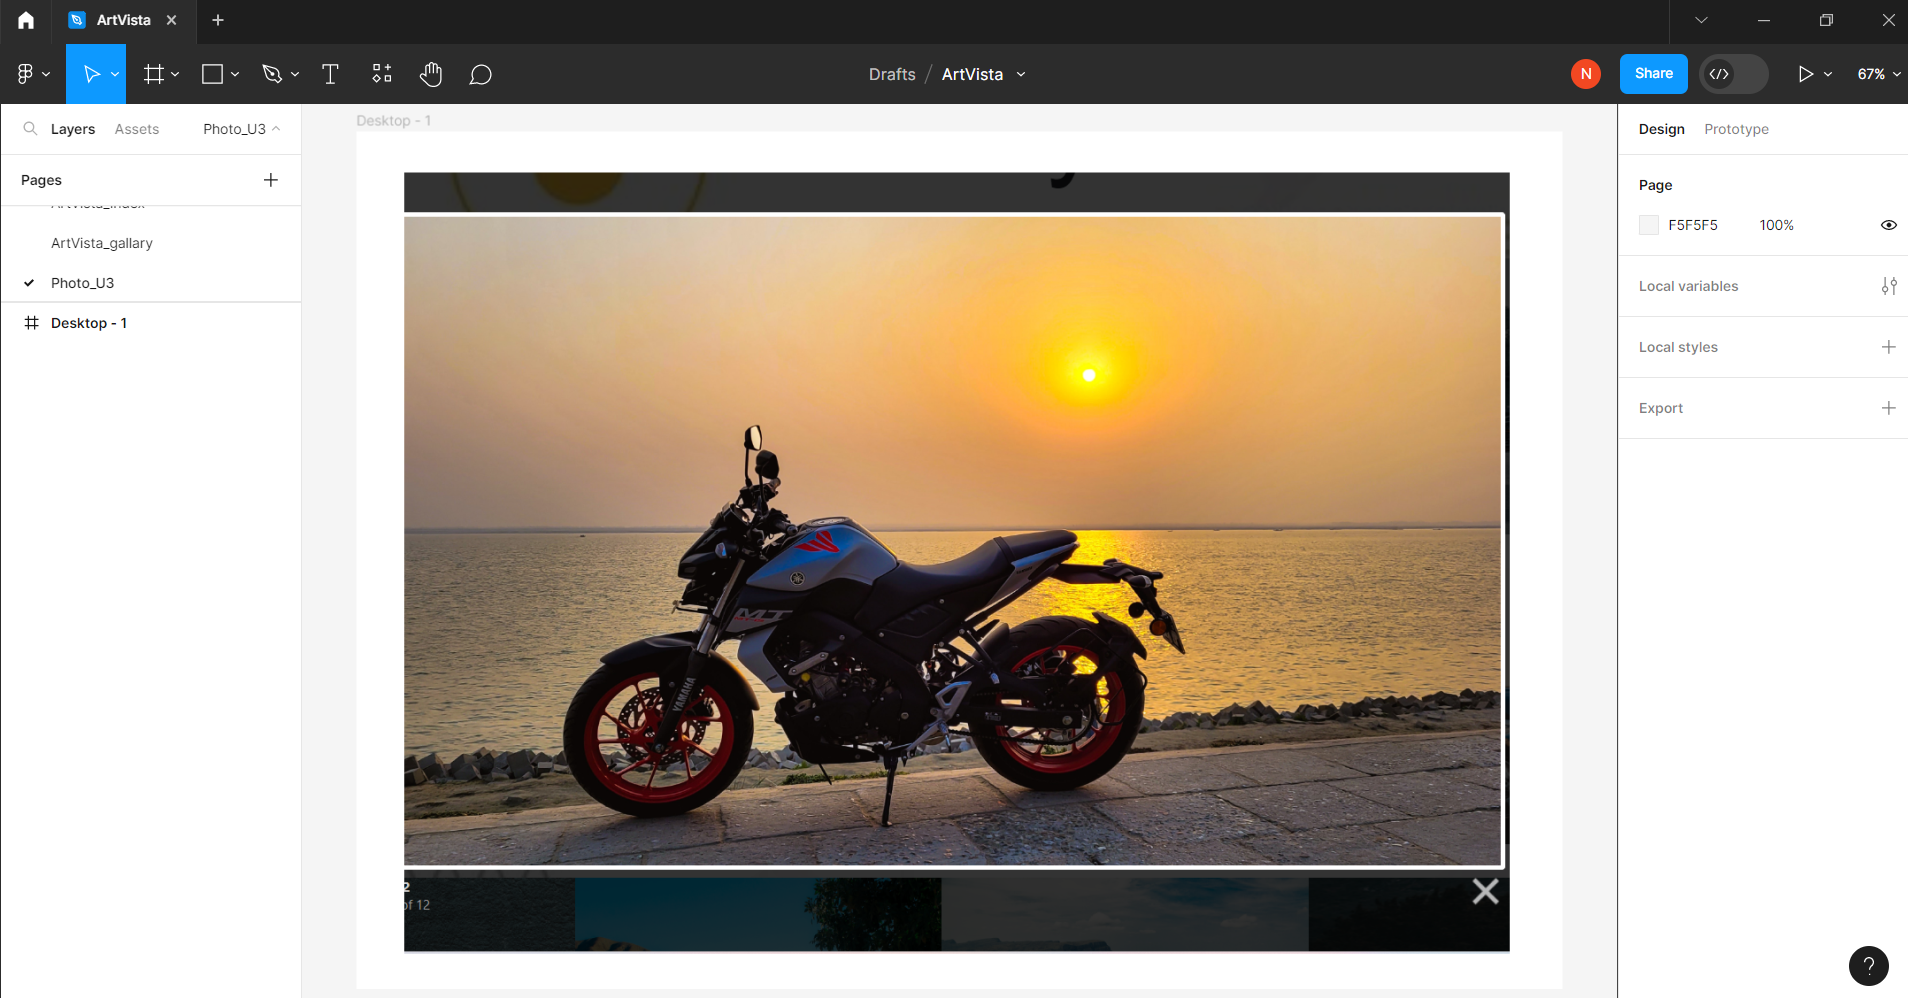 ArtVista
Drafts / ArtVista
N
Share
67%
Layers
Assets
Photo_U3
Pages
ArtVista_index
ArtVista_gallary
Photo_U3
Desktop - 1
Desktop - 1
y
MT
YAMAHA
2
of 12
Design
Prototype
Page
F5F5F5
100%
Local variables
Local styles
Export
?